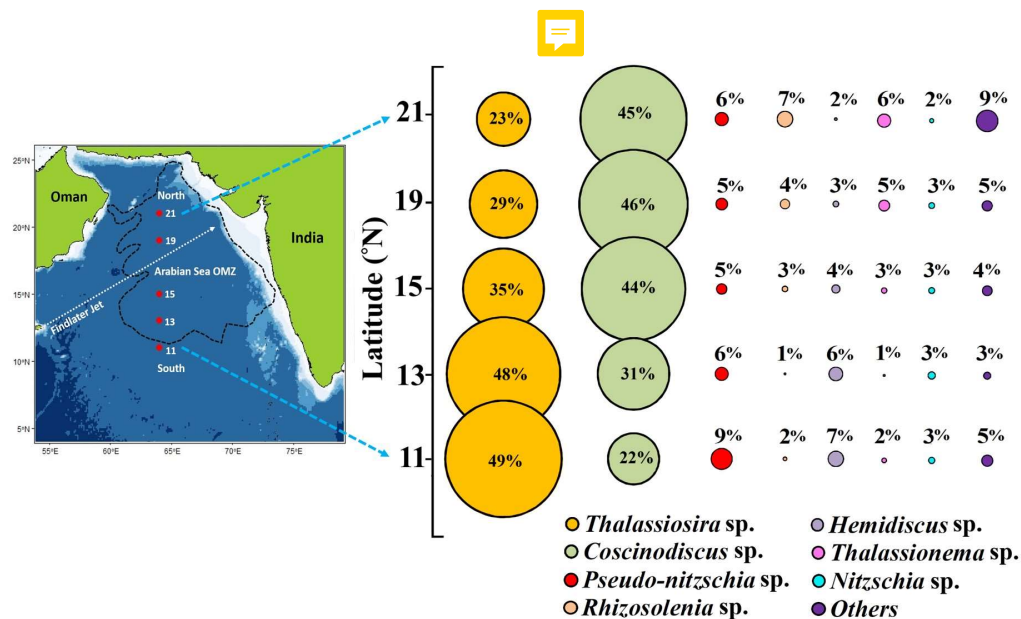 25°N
20°N
15°N
10°N
5°N
55°E
60°E
65°E
70°E
75°E
Oman
India
North
21
19
Arabian Sea OMZ
15
Findlater Jet
13
11
South
Latitude (°N)
21
23%
45%
6%
7%
2%
6%
2%
9%
19
29%
46%
5%
4%
3%
5%
3%
5%
15
35%
44%
5%
3%
4%
3%
3%
4%
13
48%
31%
6%
1%
6%
1%
3%
3%
11
49%
22%
9%
2%
7%
2%
3%
5%
Thalassiosira sp.
Coscinodiscus sp.
Pseudo-nitzschia sp.
Rhizosolenia sp.
Hemidiscus sp.
Thalassionema sp.
Nitzschia sp.
Others